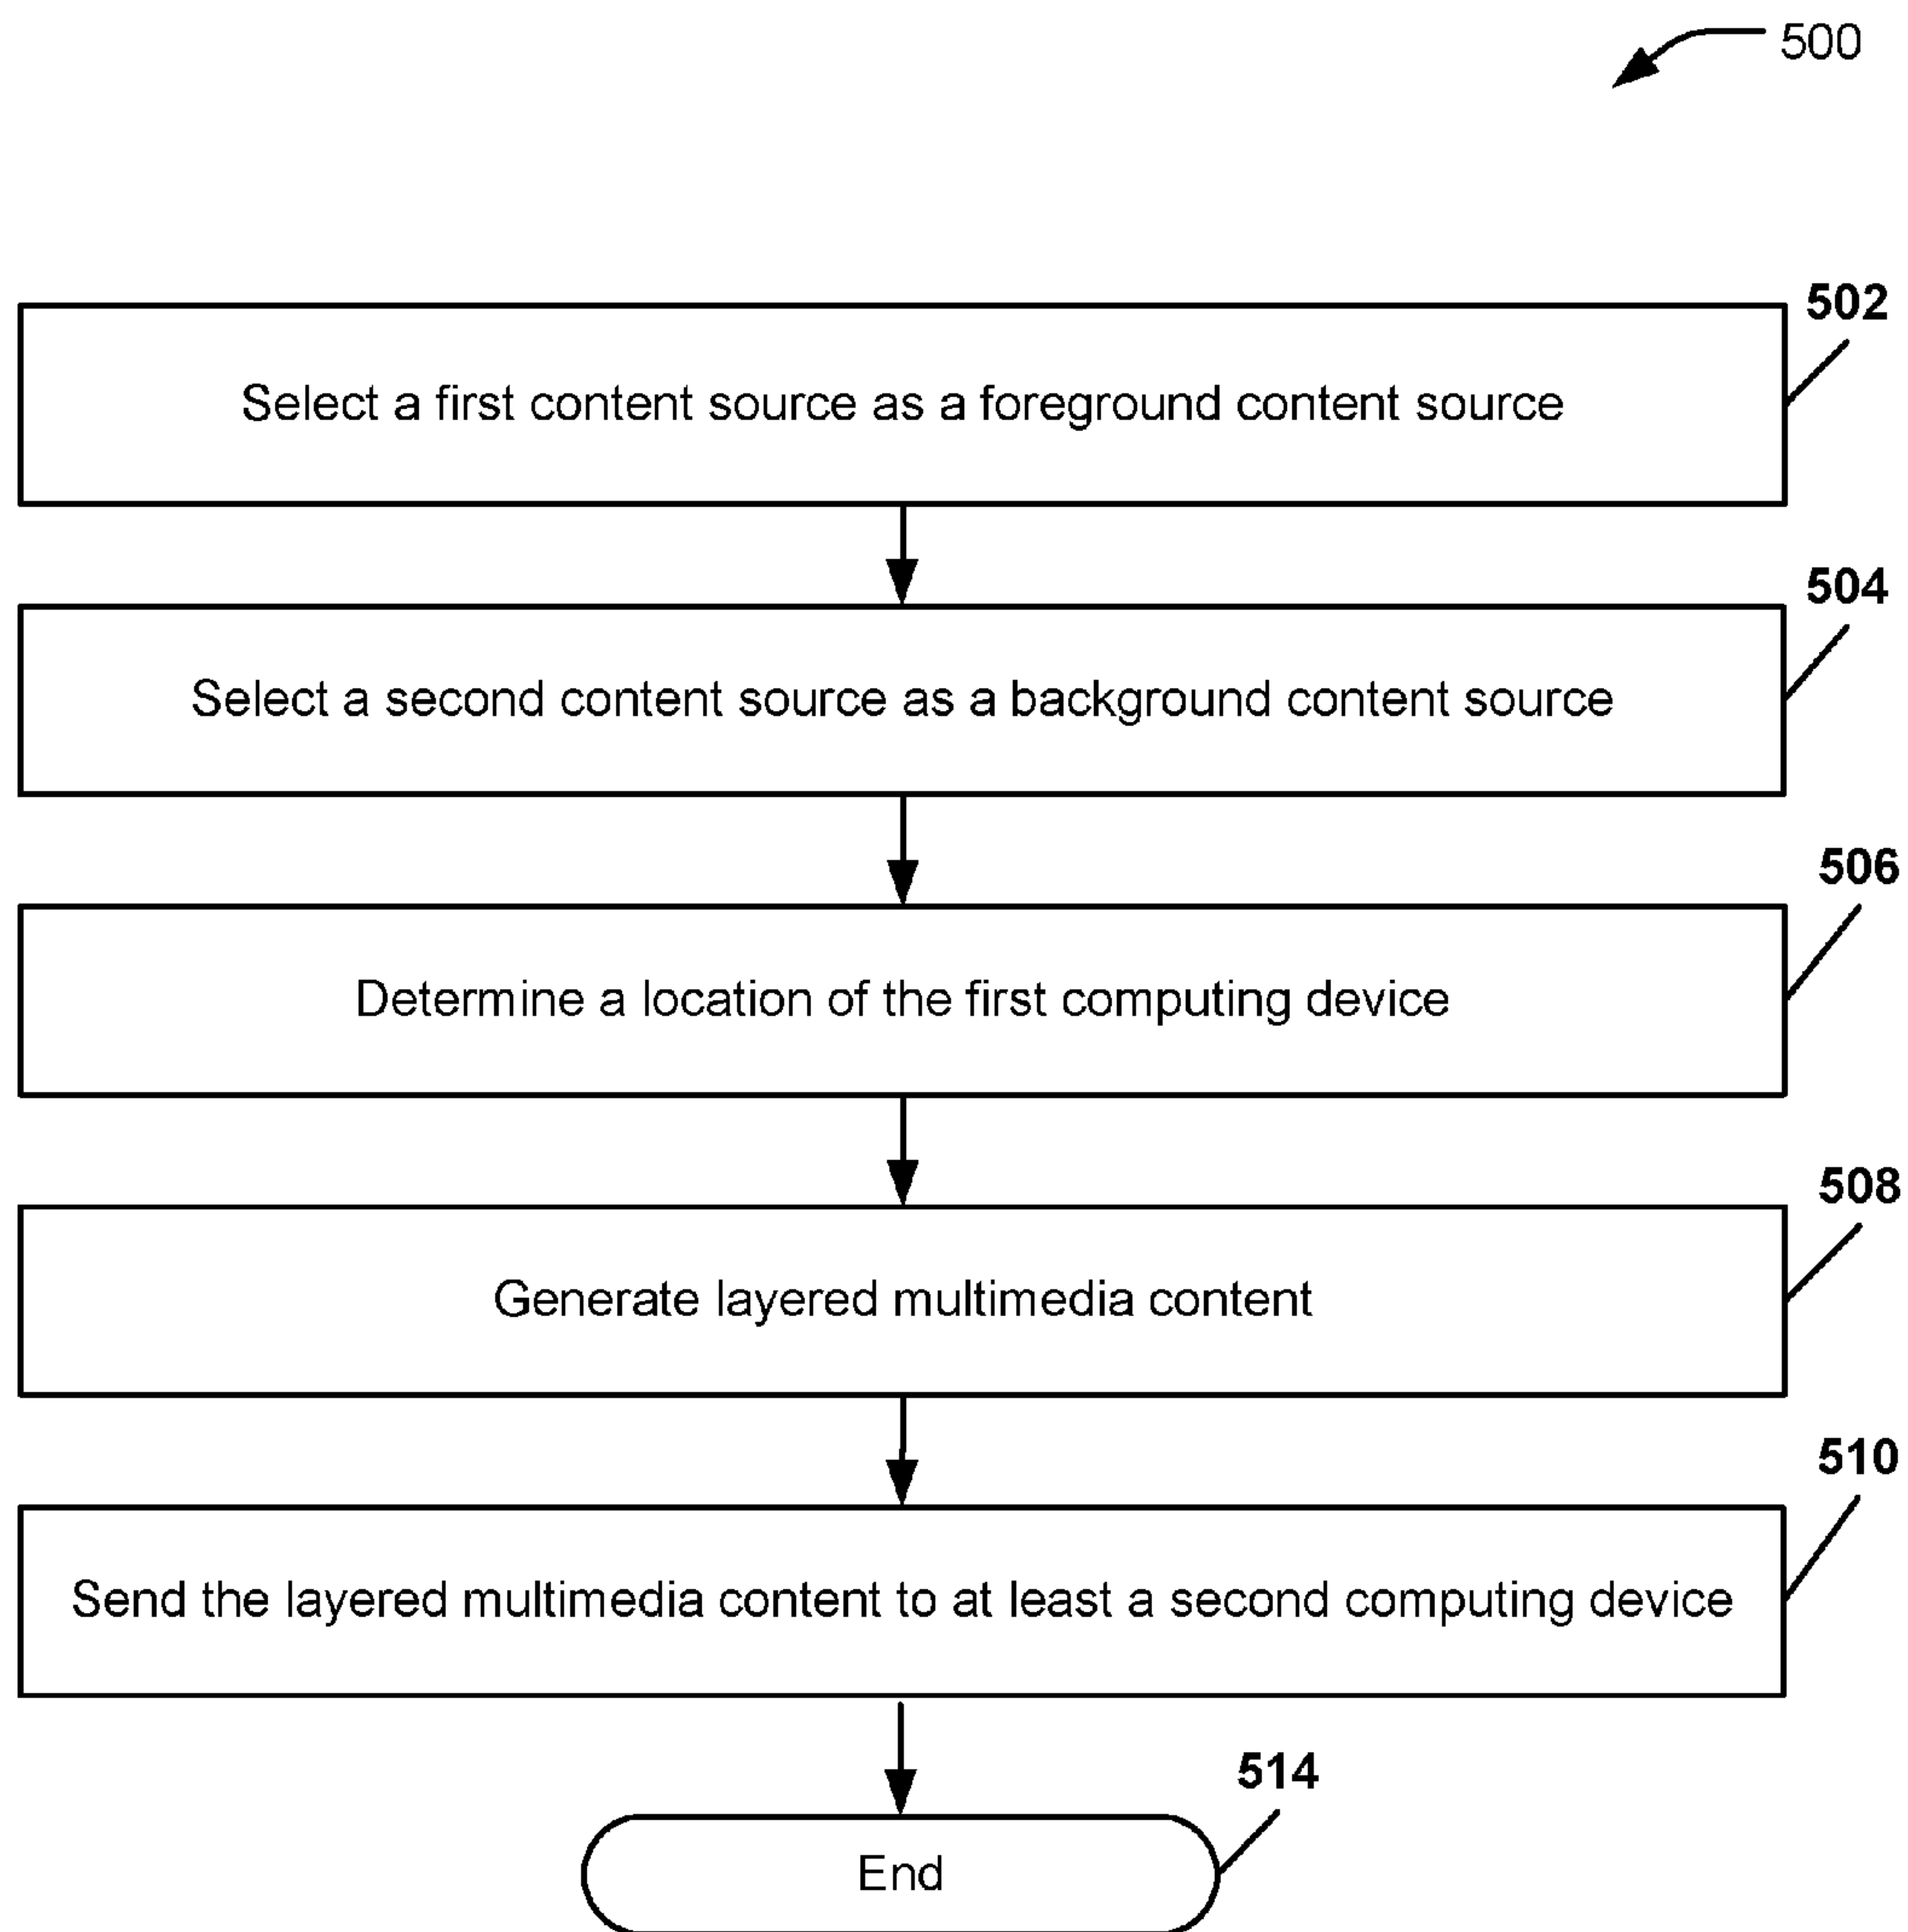 500
502
Select a first content source as a foreground content source
504
Select a second content source as a background content source
506
Determine a location of the first computing device
508
Generate layered multimedia content
510
Send the layered multimedia content to at least a second computing device
514
End